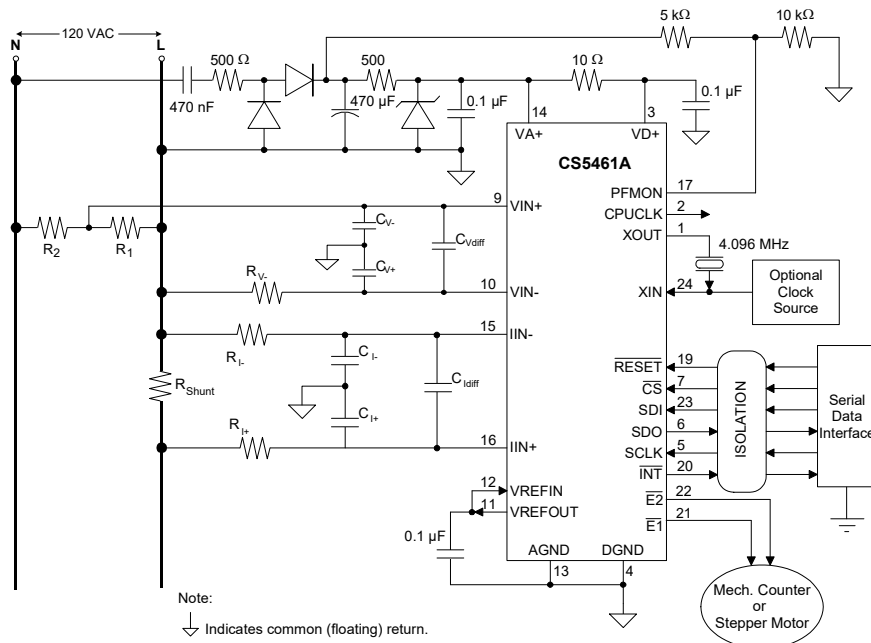 5 kΩ
10 kΩ
120 VAC
N
L
500 Ω
470 nF
500
470 µF
0.1 µF
10 Ω
0.1 µF
14
3
VA+
VD+
CS5461A
PFMON
17
CPUCLK
2
XOUT
1
4.096 MHz
XIN
24
Optional
Clock
Source
9
VIN+
R2
R1
CV-
CV+
CVdiff
RV-
10
VIN-
15
IIN-
RI-
CI-
CI+
CIdiff
RShunt
RI+
16
IIN+
RESET
19
CS
7
SDI
23
SDO
6
SCLK
5
INT
20
ISOLATION
Serial
Data
Interface
E2
22
E1
21
12
VREFIN
11
VREFOUT
0.1 µF
AGND
DGND
13
4
Mech. Counter
or
Stepper Motor
Note:
Indicates common (floating) return.